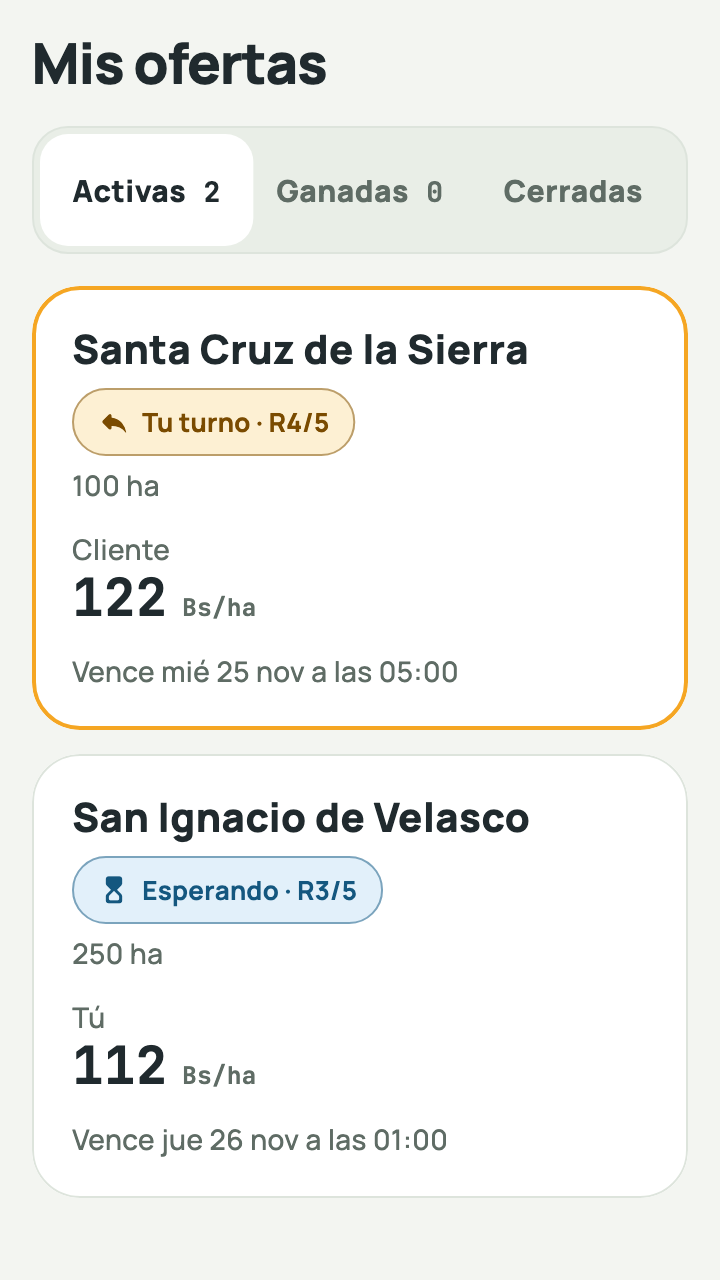 Mis ofertas
Activas 2 Ganadas 0 Cerradas
Santa Cruz de la Sierra
Tu turno · R4/5
100 ha
Cliente
122 Bs/ha
Vence mié 25 nov a las 05:00
San Ignacio de Velasco
Esperando · R3/5
250 ha
Tú
112 Bs/ha
Vence jue 26 nov a las 01:00